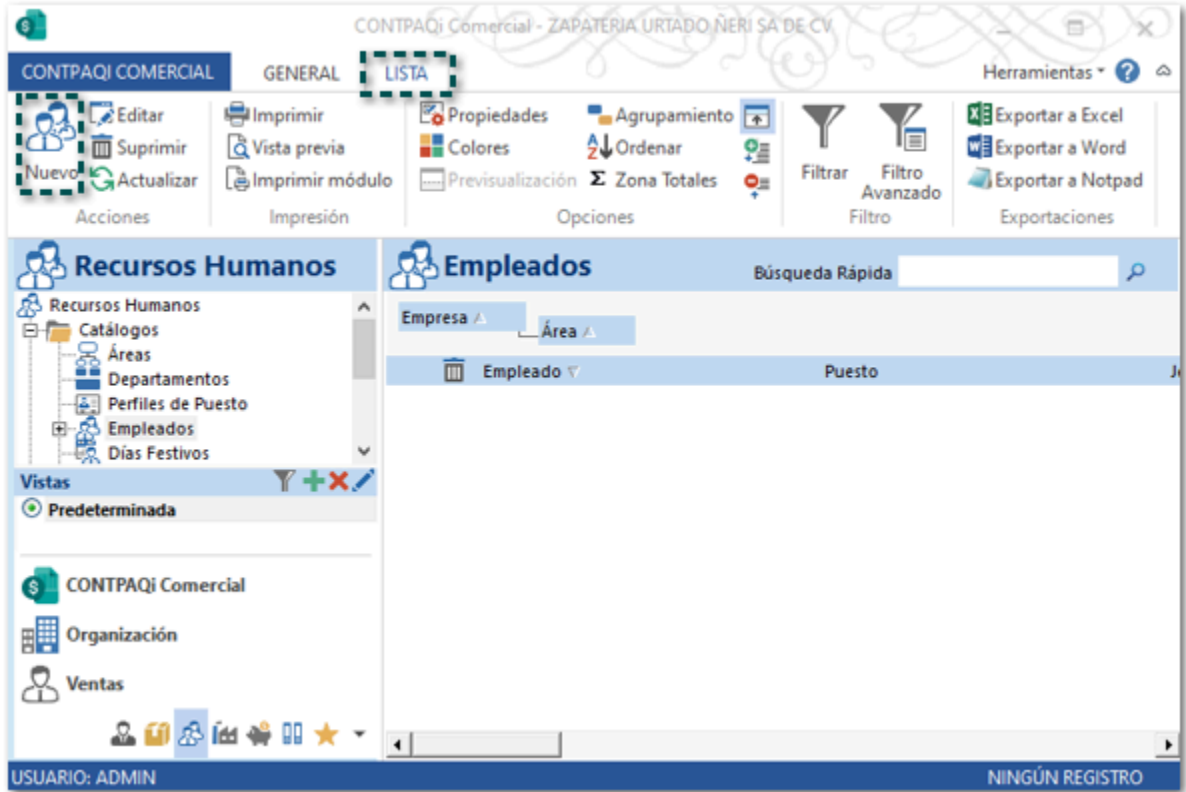 CONTPAQi Comercial - ZAPATERIA URTADO ÑERI SA DE CV
CONTPAQI COMERCIAL GENERAL LISTA Herramientas
Nuevo
Editar
Suprimir
Actualizar
Acciones
Imprimir
Vista previa
Imprimir módulo
Impresión
Propiedades
Colores
Previsualización
Agrupamiento
Ordenar
Zona Totales
Opciones
Filtrar
Filtro
Avanzado
Filtro
Exportar a Excel
Exportar a Word
Exportar a Notpad
Exportaciones
Recursos Humanos
Recursos Humanos
Catálogos
Áreas
Departamentos
Perfiles de Puesto
Empleados
Días Festivos
Vistas
Predeterminada
CONTPAQi Comercial
Organización
Ventas
Empleados
Búsqueda Rápida
Empresa
Área
Empleado Puesto
USUARIO: ADMIN NINGÚN REGISTRO